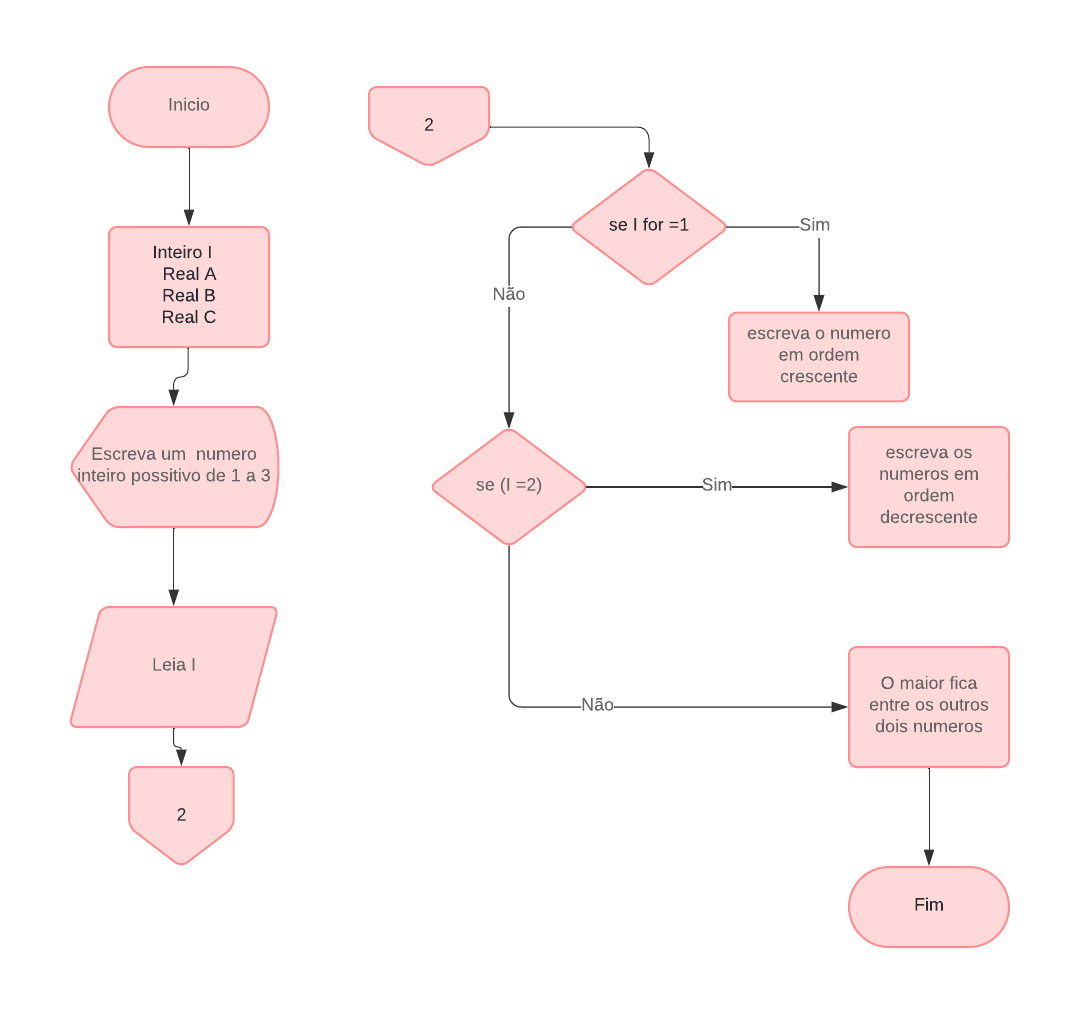 Inicio
Inteiro I
Real A
Real B
Real C
Escreva um  numero
inteiro possitivo de 1 a 3
Leia I
2
2
se I for =1
Sim
Não
escreva o numero
em ordem
crescente
se (I =2)
Sim
escreva os
numeros em
ordem
decrescente
Não
O maior fica
entre os outros
dois numeros
Fim